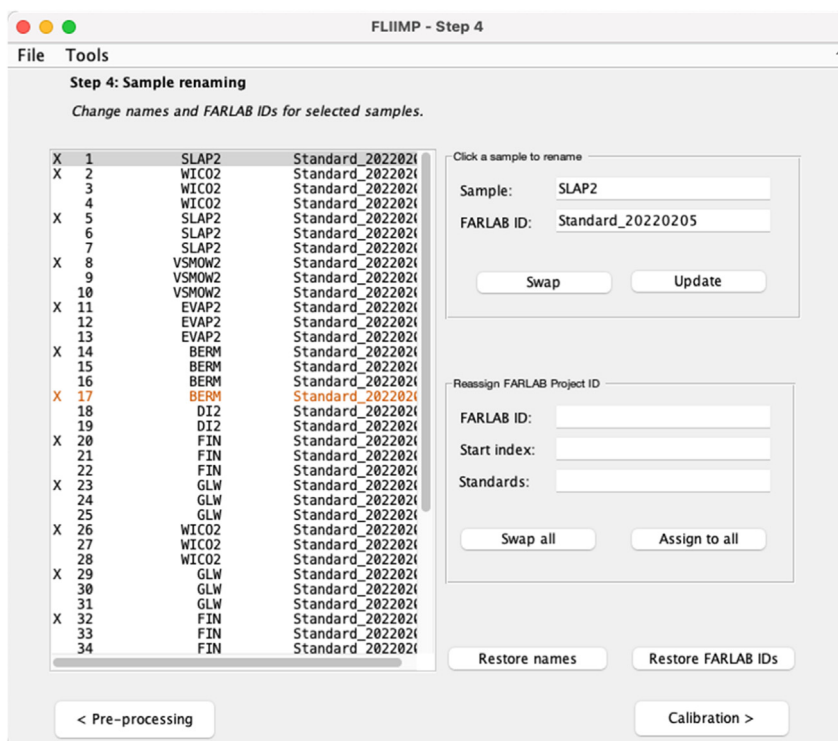 FLIIMP - Step 4
File Tools
Step 4: Sample renaming
Change names and FARLAB IDs for selected samples.
X 1 SLAP2 Standard_2022020
X 2 WICO2 Standard_2022020
3 WICO2 Standard_2022020
4 WICO2 Standard_2022020
X 5 SLAP2 Standard_2022020
6 SLAP2 Standard_2022020
7 SLAP2 Standard_2022020
X 8 VSMOW2 Standard_2022020
9 VSMOW2 Standard_2022020
10 VSMOW2 Standard_2022020
X 11 EVAP2 Standard_2022020
12 EVAP2 Standard_2022020
13 EVAP2 Standard_2022020
X 14 BERM Standard_2022020
15 BERM Standard_2022020
16 BERM Standard_2022020
X 17 BERM Standard_2022020
18 DI2 Standard_2022020
19 DI2 Standard_2022020
X 20 FIN Standard_2022020
21 FIN Standard_2022020
22 FIN Standard_2022020
X 23 GLW Standard_2022020
24 GLW Standard_2022020
25 GLW Standard_2022020
X 26 WICO2 Standard_2022020
27 WICO2 Standard_2022020
28 WICO2 Standard_2022020
X 29 GLW Standard_2022020
30 GLW Standard_2022020
31 GLW Standard_2022020
X 32 FIN Standard_2022020
33 FIN Standard_2022020
34 FIN Standard_2022020
Click a sample to rename
Sample: SLAP2
FARLAB ID: Standard_20220205
Swap Update
Reassign FARLAB Project ID
FARLAB ID:
Start index:
Standards:
Swap all Assign to all
Restore names Restore FARLAB IDs
< Pre-processing Calibration >